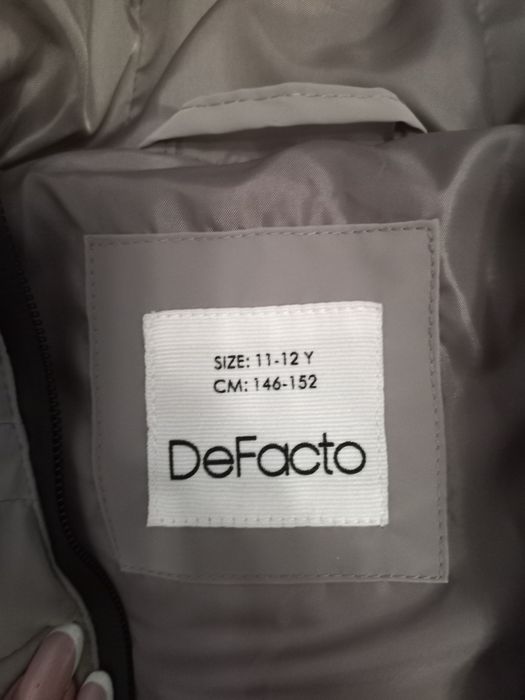 SIZE: 11-12 Y
CM: 146-152
DeFacto